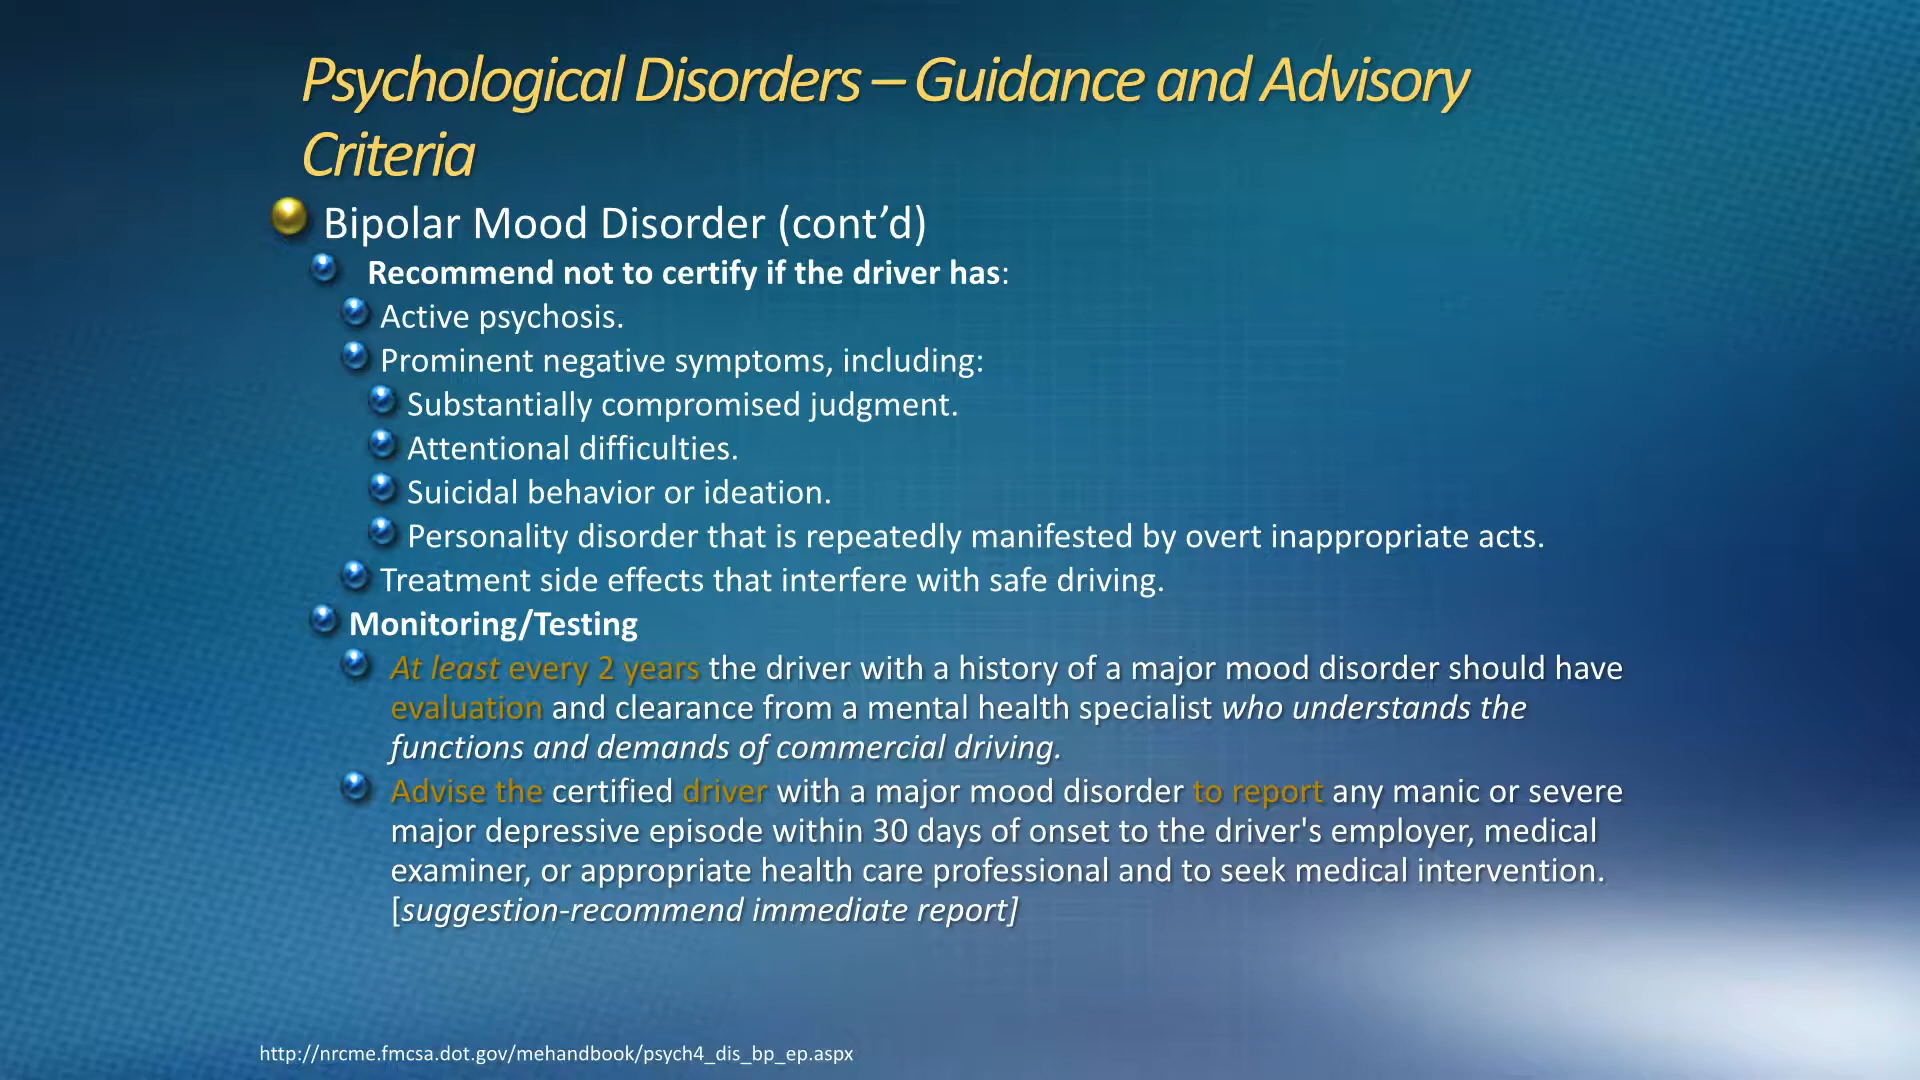 Psychological Disorders – Guidance and Advisory
Criteria
Bipolar Mood Disorder (cont’d)
Recommend not to certify if the driver has:
Active psychosis.
Prominent negative symptoms, including:
Substantially compromised judgment.
Attentional difficulties.
Suicidal behavior or ideation.
Personality disorder that is repeatedly manifested by overt inappropriate acts.
Treatment side effects that interfere with safe driving.
Monitoring/Testing
At least every 2 years the driver with a history of a major mood disorder should have
evaluation and clearance from a mental health specialist who understands the
functions and demands of commercial driving.
Advise the certified driver with a major mood disorder to report any manic or severe
major depressive episode within 30 days of onset to the driver's employer, medical
examiner, or appropriate health care professional and to seek medical intervention.
[suggestion-recommend immediate report]
http://nrcme.fmcsa.dot.gov/mehandbook/psych4_dis_bp_ep.aspx